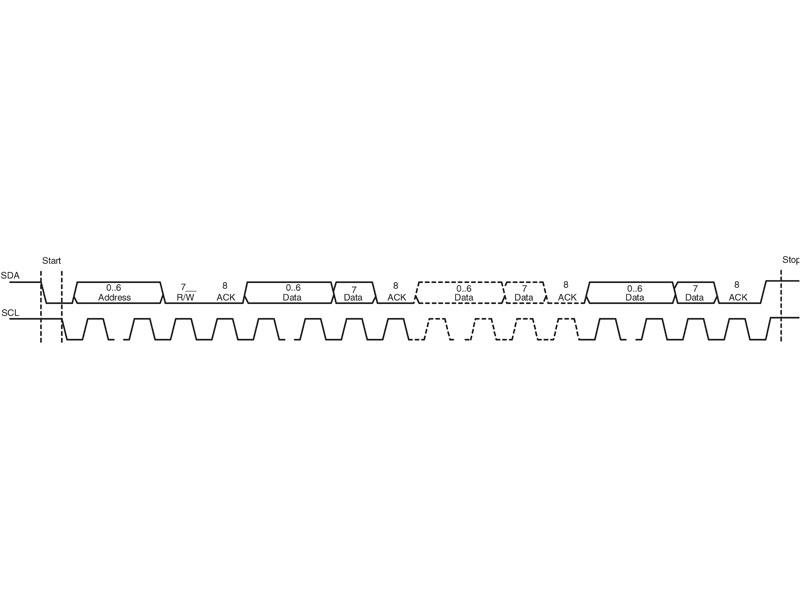 Start
Stop
SDA
0..6 7__ 8 0..6 7 8 0..6 7 8 0..6 7 8
Address R/W ACK Data Data ACK Data Data ACK Data Data ACK
SCL